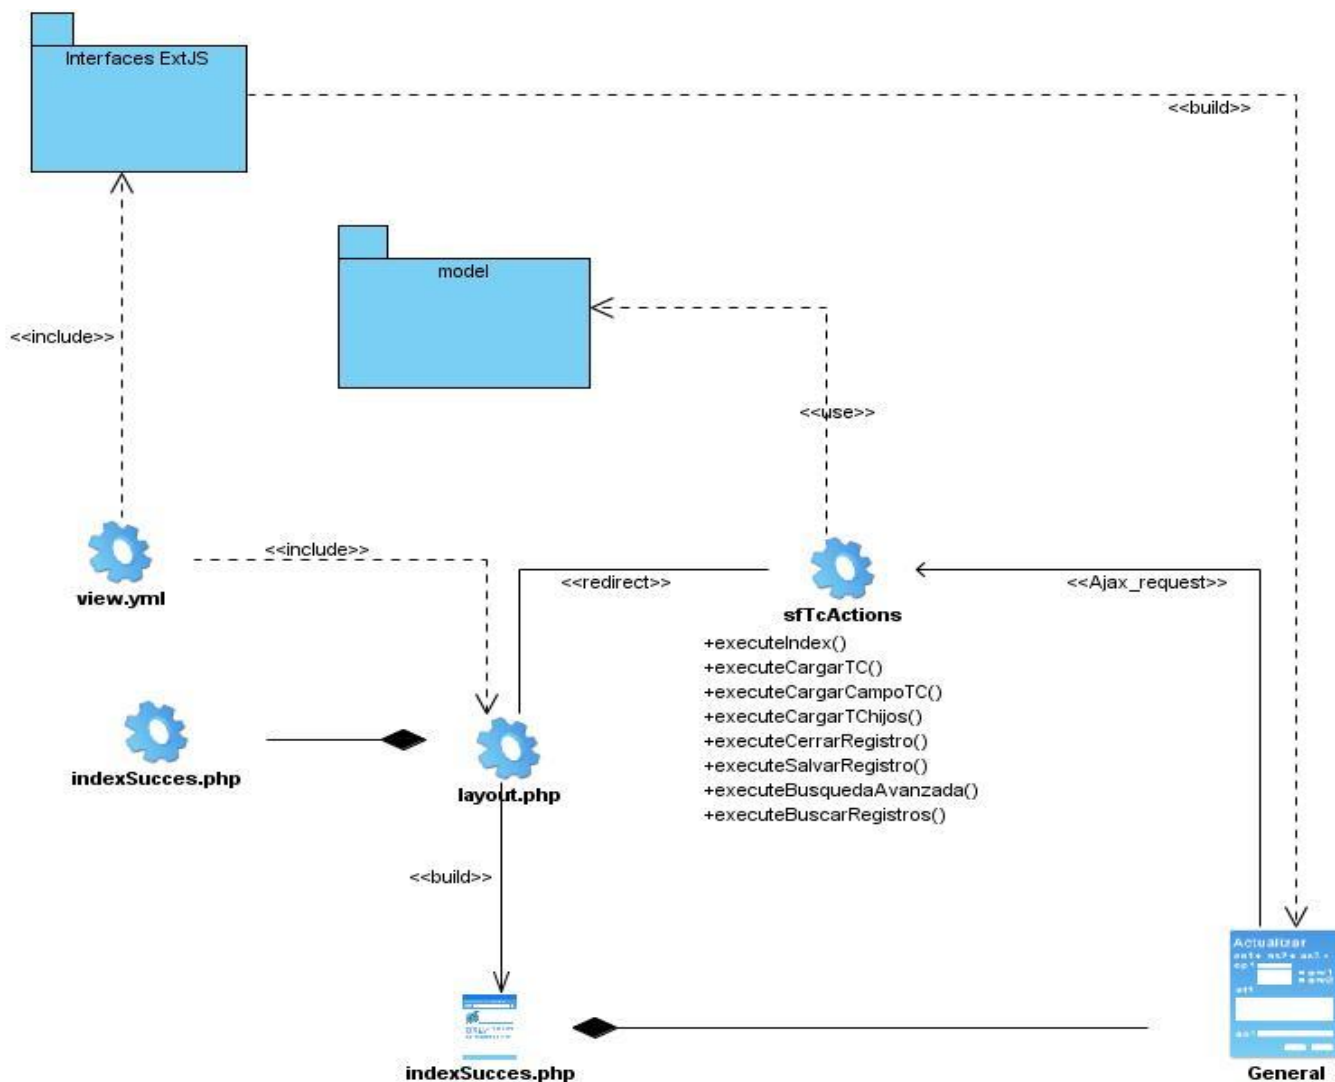 Interfaces ExtJS
<<build>>
model
<<include>>
<<use>>
view.yml
<<include>>
<<redirect>>
<<Ajax_request>>
sfTcActions
+executeIndex()
+executeCargarTC()
+executeCargarCampoTC()
+executeCargarTChijos()
+executeCerrarRegistro()
+executeSalvarRegistro()
+executeBusquedaAvanzada()
+executeBuscarRegistros()
indexSucces.php
layout.php
<<build>>
Actualizar
indexSucces.php
General